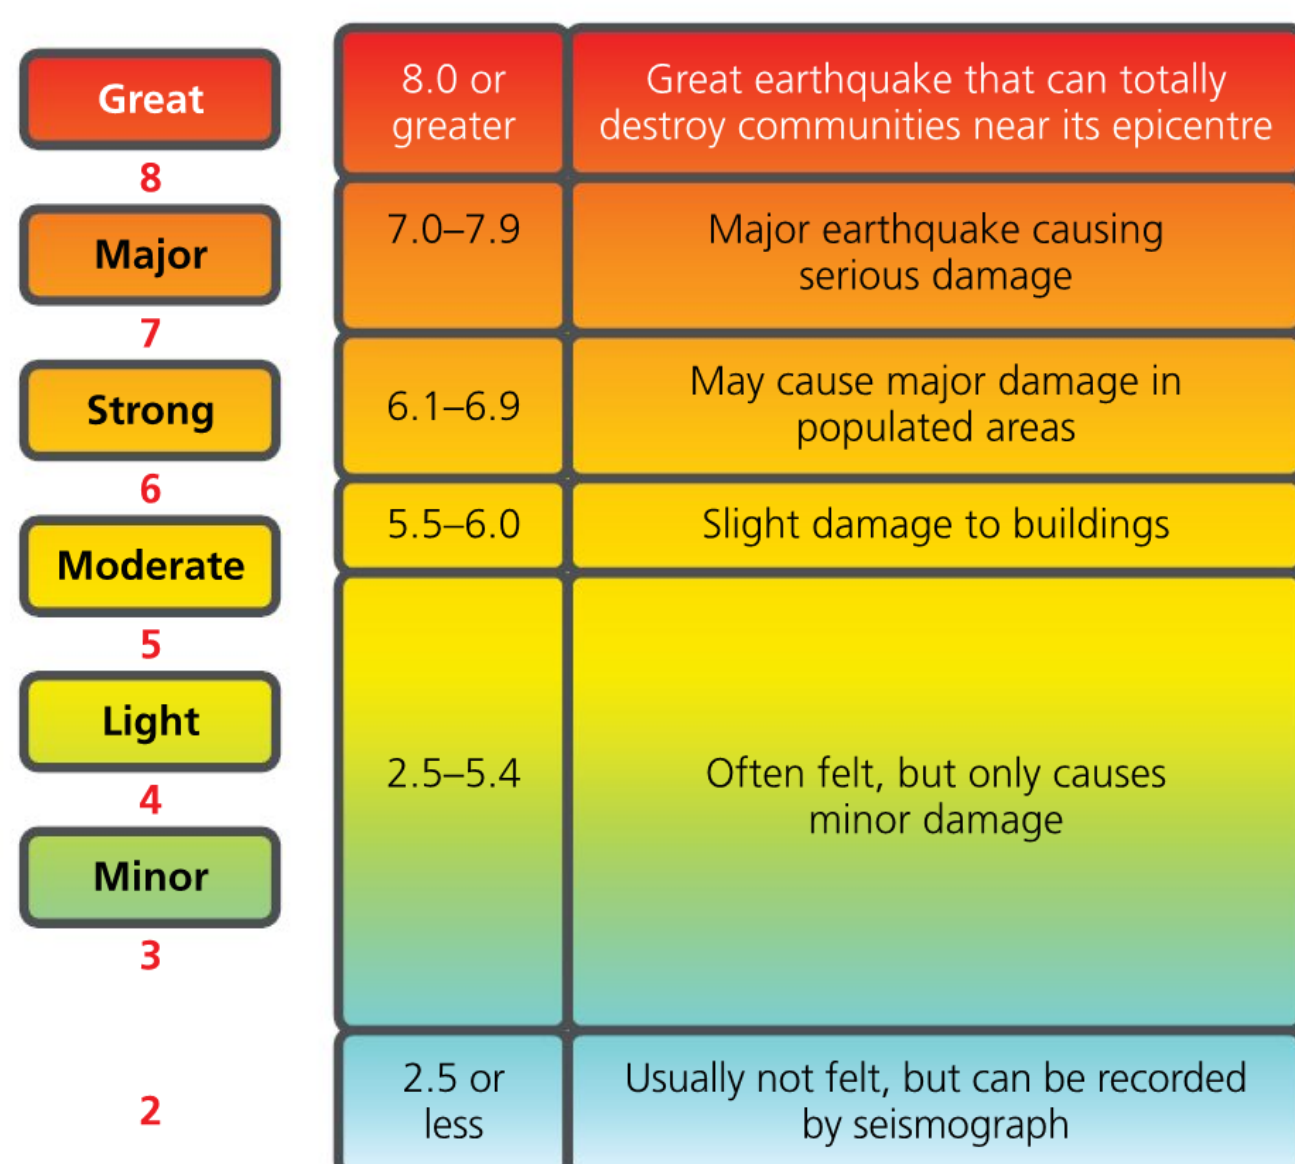 Great
8
Major
7
Strong
6
Moderate
5
Light
4
Minor
3
2
8.0 or
greater
Great earthquake that can totally
destroy communities near its epicentre
7.0–7.9
Major earthquake causing
serious damage
6.1–6.9
May cause major damage in
populated areas
5.5–6.0
Slight damage to buildings
2.5–5.4
Often felt, but only causes
minor damage
2.5 or
less
Usually not felt, but can be recorded
by seismograph